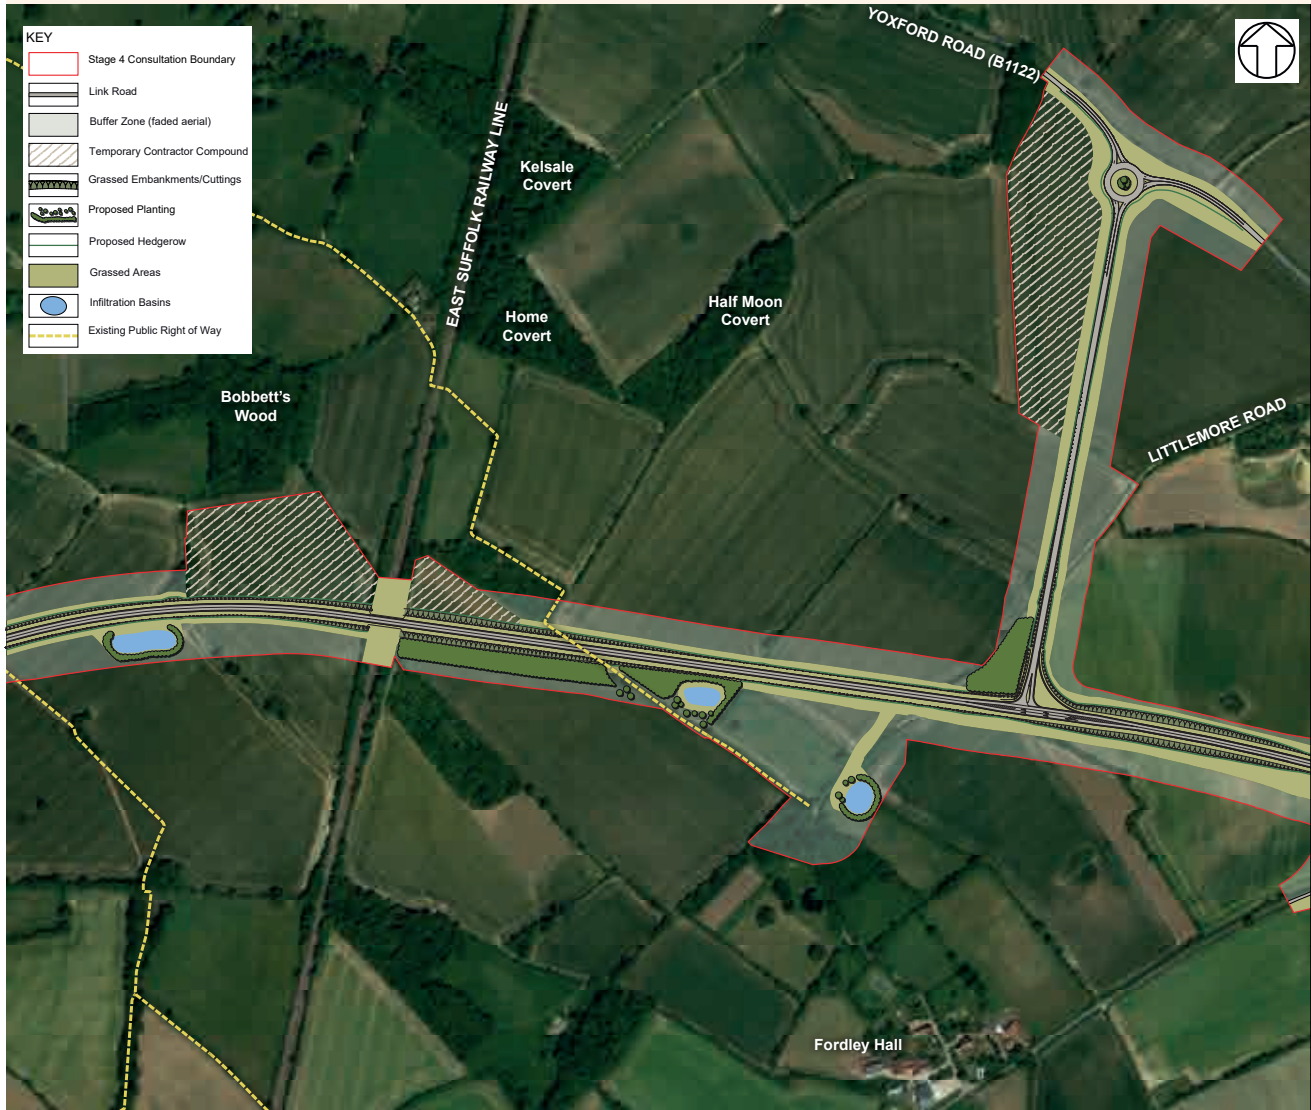 KEY
Stage 4 Consultation Boundary
Link Road
Buffer Zone (faded aerial)
Temporary Contractor Compound
Grassed Embankments/Cuttings
Proposed Planting
Proposed Hedgerow
Grassed Areas
Infiltration Basins
Existing Public Right of Way
YOXFORD ROAD (B1122)
EAST SUFFOLK RAILWAY LINE
Kelsale
Covert
Home
Covert
Half Moon
Covert
Bobbett's
Wood
LITTLEMORE ROAD
Fordley Hall